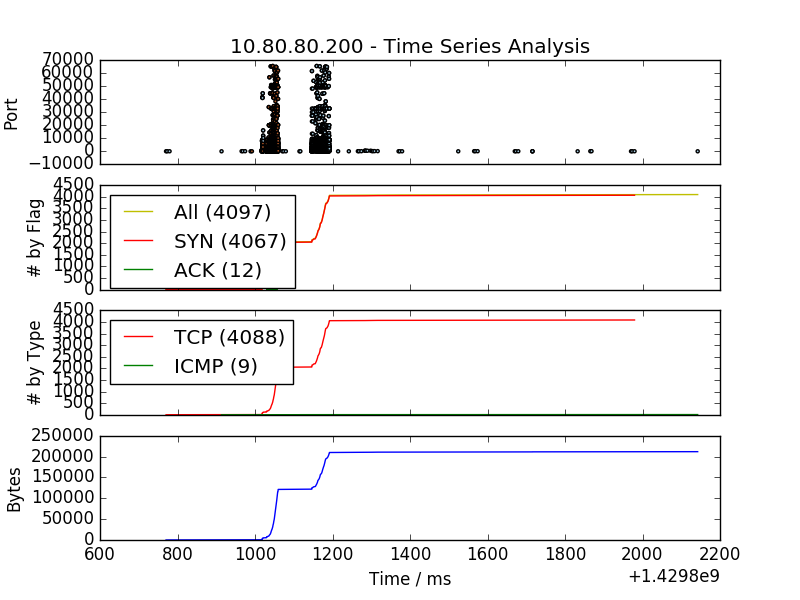 10.80.80.200 - Time Series Analysis
70000
60000
50000
40000
30000
20000
10000
0
−10000
Port
4500
4000
3500
3000
2500
2000
1500
1000
500
0
# by Flag
All (4097)
SYN (4067)
ACK (12)
4500
4000
3500
3000
2500
2000
1500
1000
500
0
# by Type
TCP (4088)
ICMP (9)
250000
200000
150000
100000
50000
0
Bytes
600 800 1000 1200 1400 1600 1800 2000 2200
Time / ms
+1.4298e9